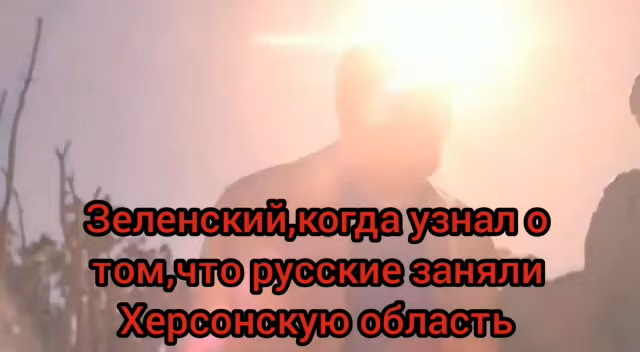 Зеленский,когда узнал о
том,что русские заняли
Херсонскую область